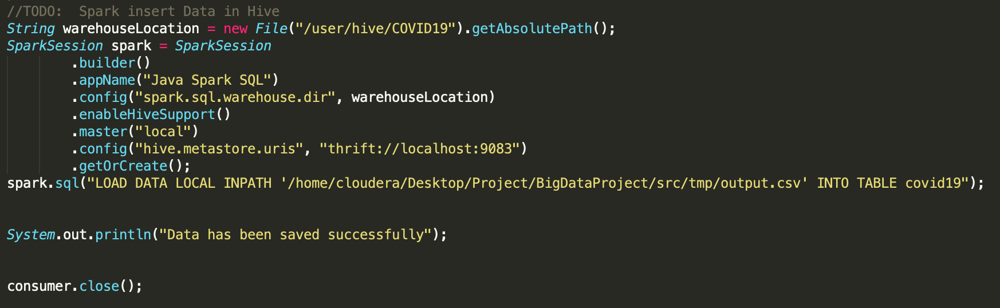 //TODO:  Spark insert Data in Hive
String warehouseLocation = new File("/user/hive/COVID19").getAbsolutePath();
SparkSession spark = SparkSession
        .builder()
        .appName("Java Spark SQL")
        .config("spark.sql.warehouse.dir", warehouseLocation)
        .enableHiveSupport()
        .master("local")
        .config("hive.metastore.uris", "thrift://localhost:9083")
        .getOrCreate();
spark.sql("LOAD DATA LOCAL INPATH '/home/cloudera/Desktop/Project/BigDataProject/src/tmp/output.csv' INTO TABLE covid19");
System.out.println("Data has been saved successfully");
consumer.close();